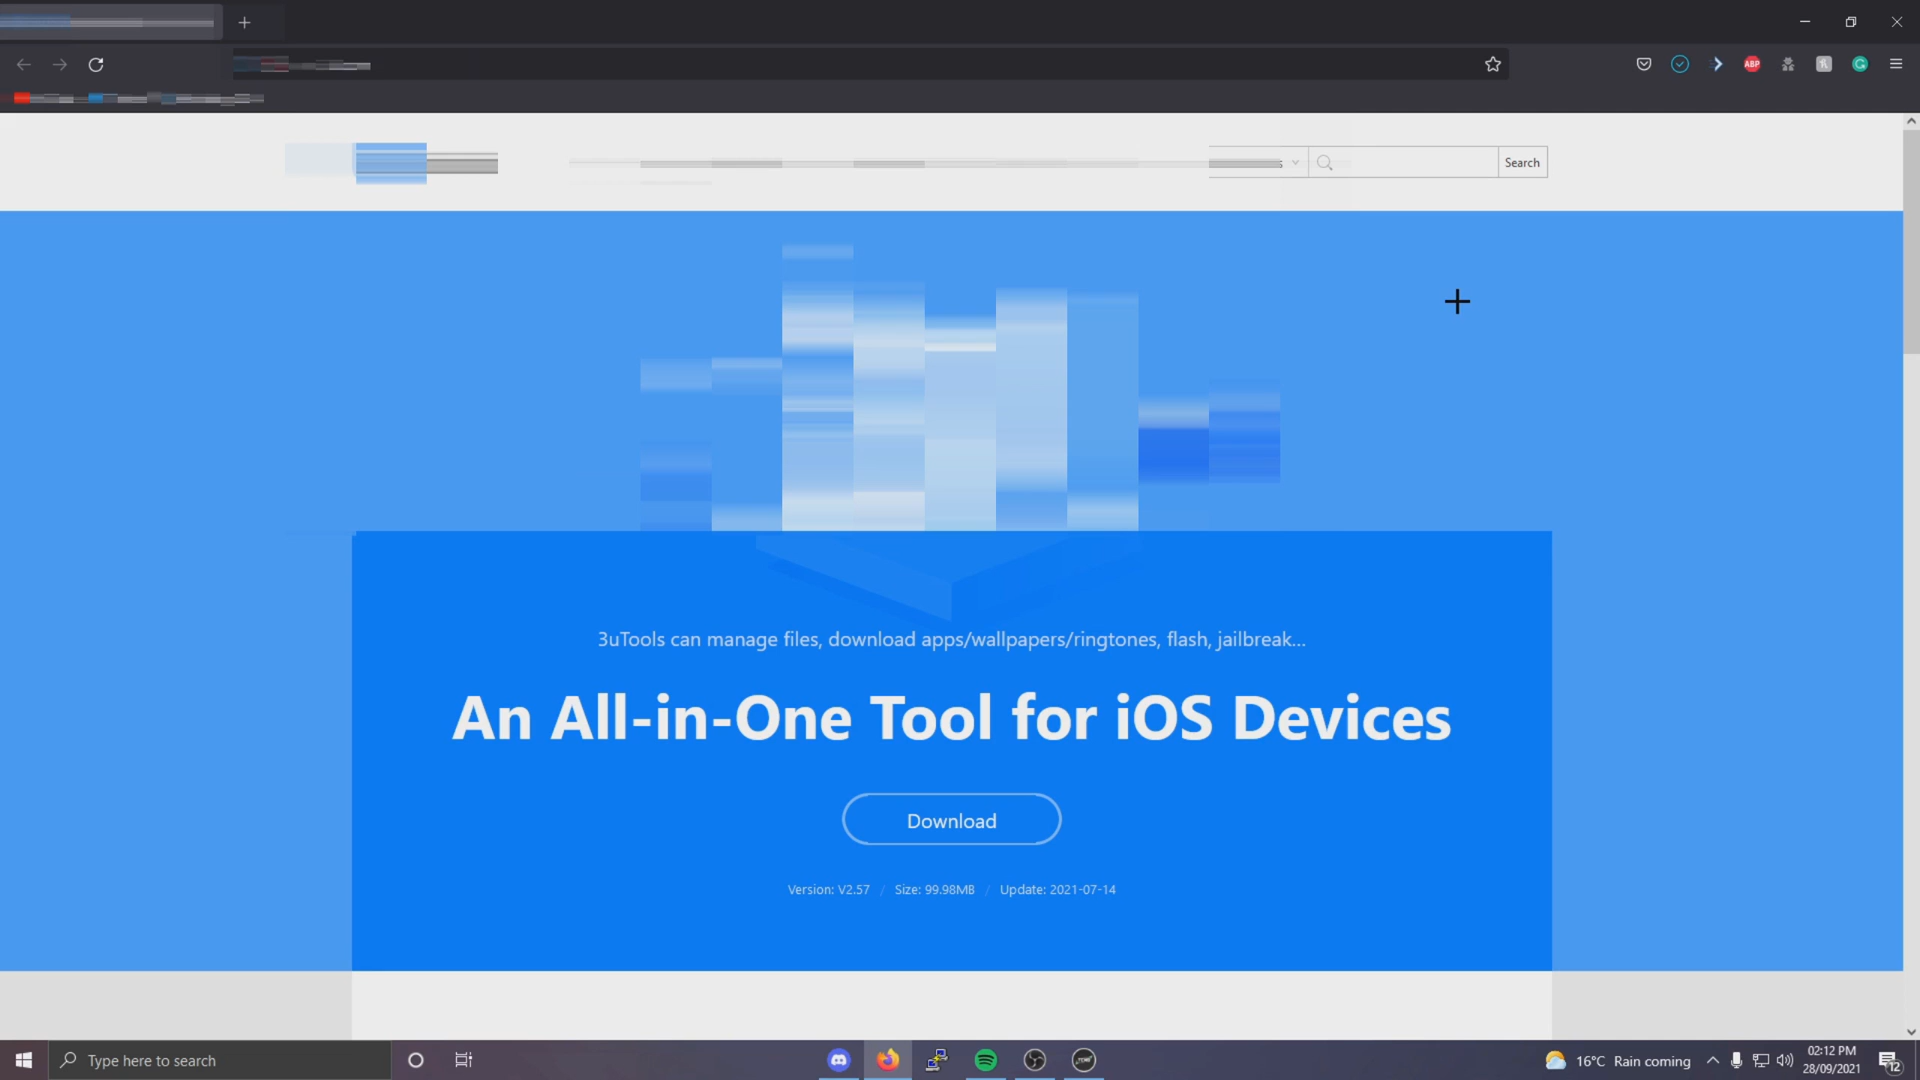 Search
3uTools can manage files, download apps/wallpapers/ringtones, flash, jailbreak...
An All-in-One Tool for iOS Devices
Download
Version: V2.57 / Size: 99.98MB / Update: 2021-07-14
Type here to search
16°C Rain coming
02:12 PM
28/09/2021
12
ABP